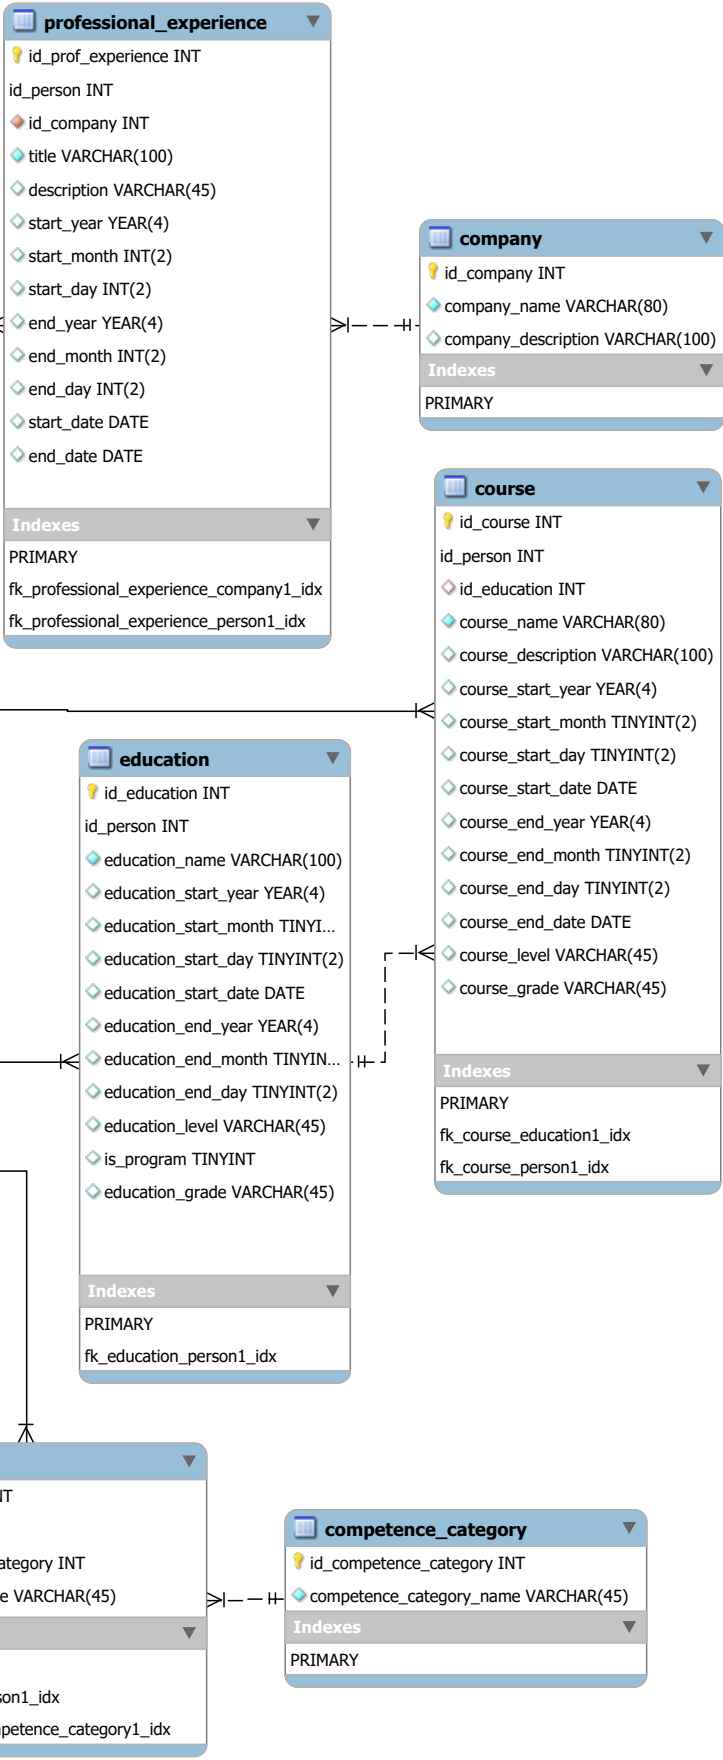 professional_experience
id_prof_experience INT
id_person INT
id_company INT
title VARCHAR(100)
description VARCHAR(45)
start_year YEAR(4)
start_month INT(2)
start_day INT(2)
end_year YEAR(4)
end_month INT(2)
end_day INT(2)
start_date DATE
end_date DATE
Indexes
PRIMARY
fk_professional_experience_company1_idx
fk_professional_experience_person1_idx
company
id_company INT
company_name VARCHAR(80)
company_description VARCHAR(100)
Indexes
PRIMARY
course
id_course INT
id_person INT
id_education INT
course_name VARCHAR(80)
course_description VARCHAR(100)
course_start_year YEAR(4)
course_start_month TINYINT(2)
course_start_day TINYINT(2)
course_start_date DATE
course_end_year YEAR(4)
course_end_month TINYINT(2)
course_end_day TINYINT(2)
course_end_date DATE
course_level VARCHAR(45)
course_grade VARCHAR(45)
Indexes
PRIMARY
fk_course_education1_idx
fk_course_person1_idx
education
id_education INT
id_person INT
education_name VARCHAR(100)
education_start_year YEAR(4)
education_start_month TINYI...
education_start_day TINYINT(2)
education_start_date DATE
education_end_year YEAR(4)
education_end_month TINYIN...
education_end_day TINYINT(2)
education_level VARCHAR(45)
is_program TINYINT
education_grade VARCHAR(45)
Indexes
PRIMARY
fk_education_person1_idx
NT
ategory INT
e VARCHAR(45)
son1_idx
petence_category1_idx
competence_category
id_competence_category INT
competence_category_name VARCHAR(45)
Indexes
PRIMARY